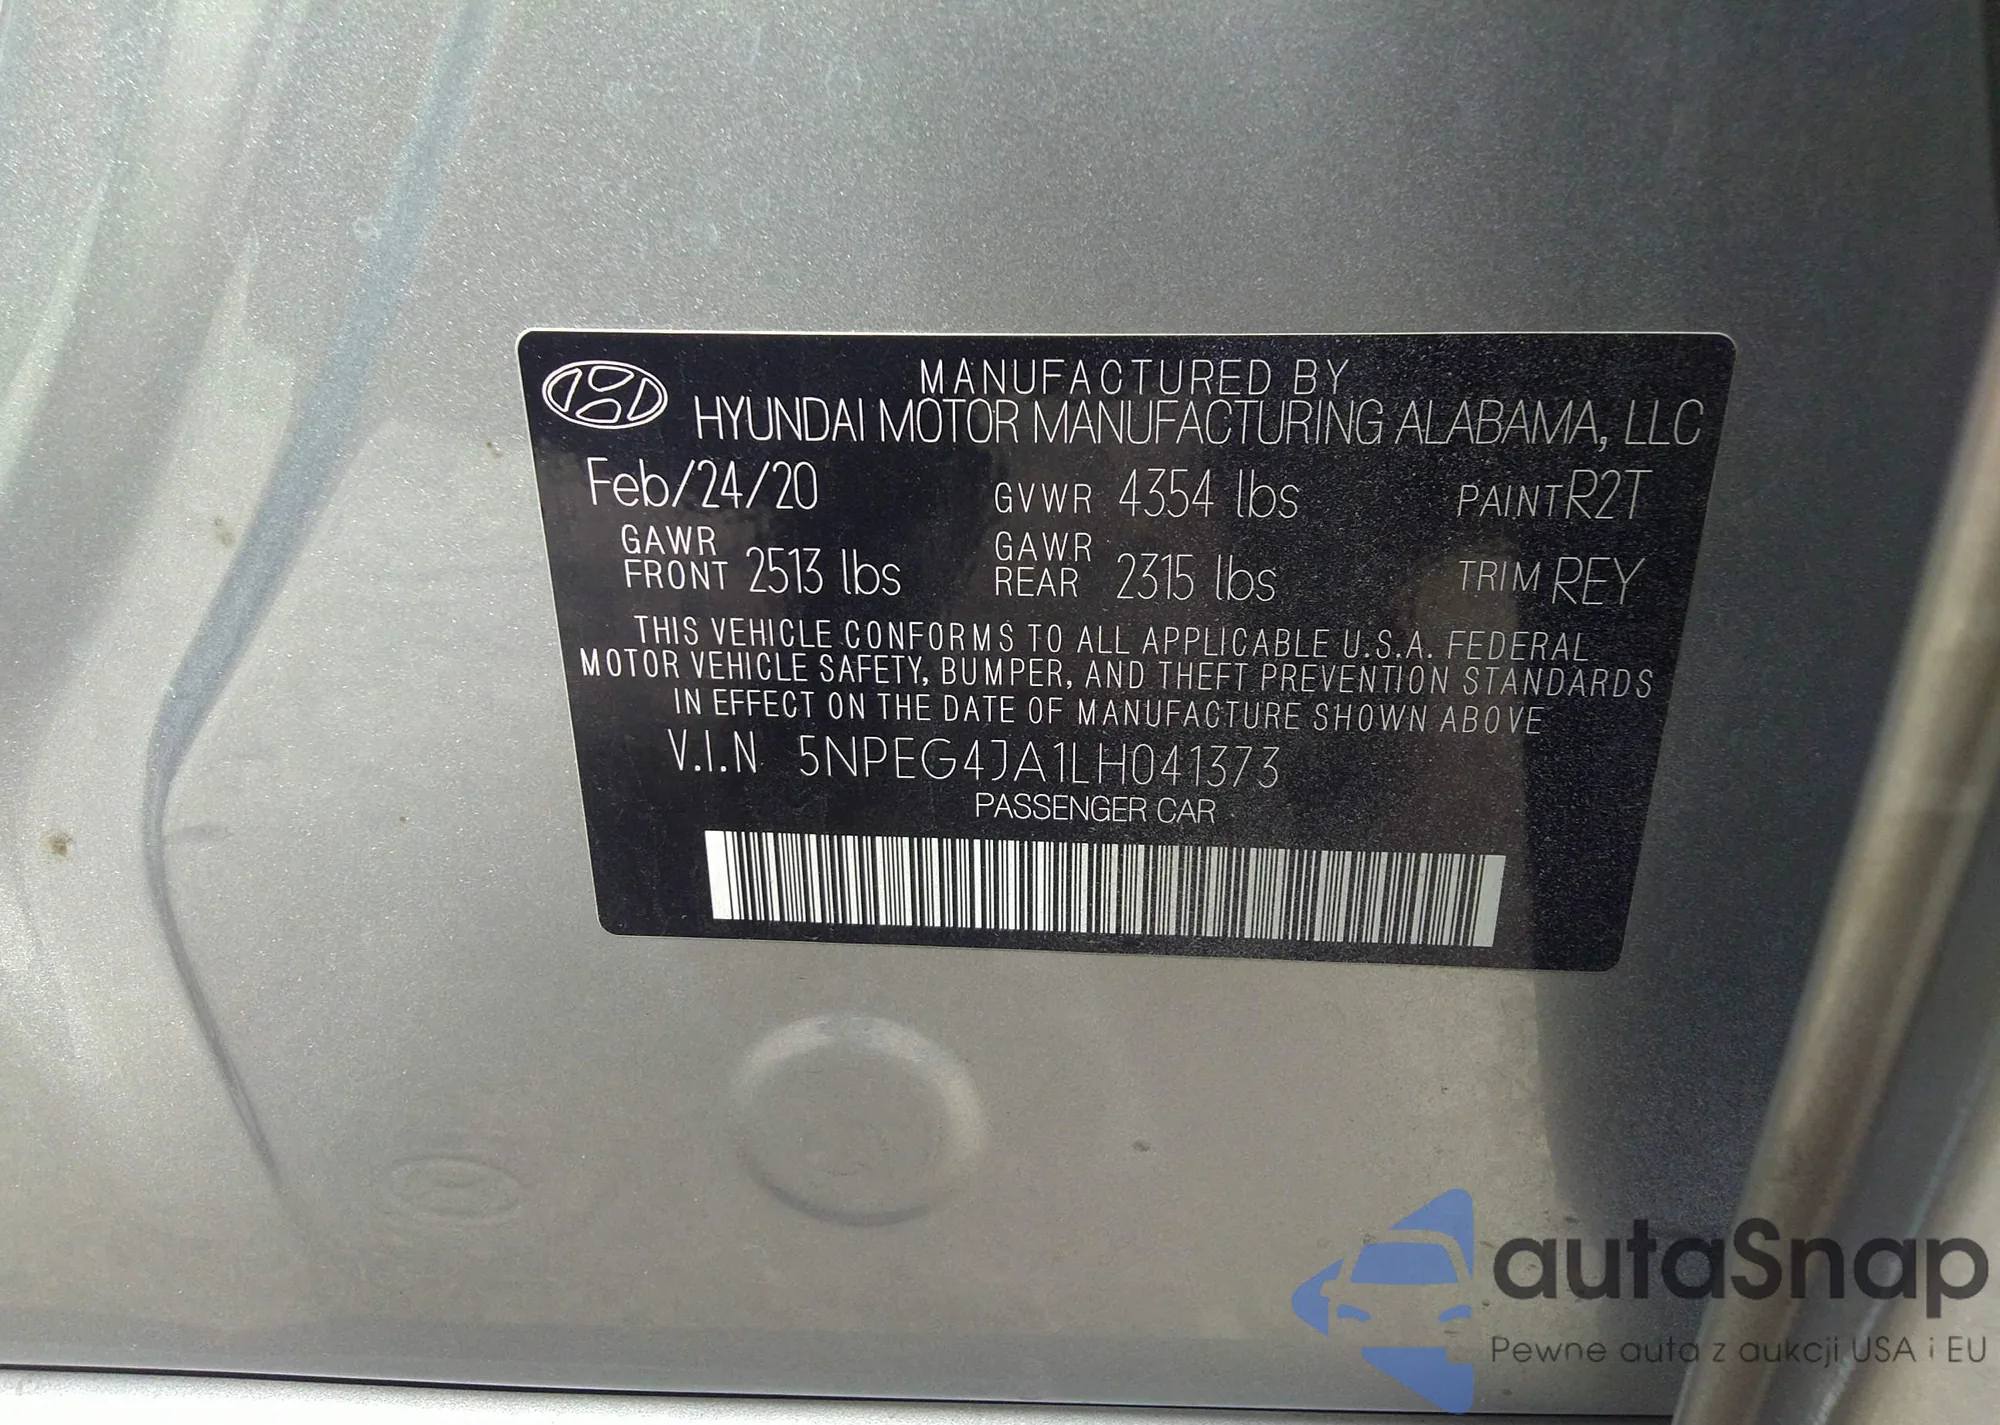 MANUFACTURED BY
HYUNDAI MOTOR MANUFACTURING ALABAMA, LLC
Feb/24/20 GVWR 4354 lbs PAINT R2T
GAWR FRONT 2513 lbs GAWR REAR 2315 lbs TRIM REY
THIS VEHICLE CONFORMS TO ALL APPLICABLE U.S.A. FEDERAL
MOTOR VEHICLE SAFETY, BUMPER, AND THEFT PREVENTION STANDARDS
IN EFFECT ON THE DATE OF MANUFACTURE SHOWN ABOVE
V.I.N 5NPEG4JA1LH041373
PASSENGER CAR
autaSnap
Pewne auta z aukcji USA i EU